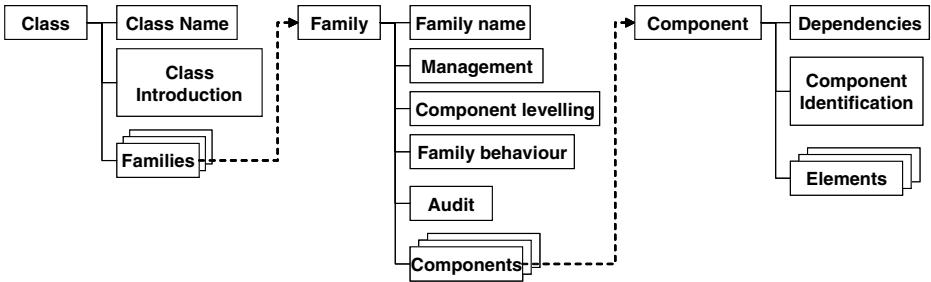 Class
Class Name
Class
Introduction
Families
Family
Family name
Management
Component levelling
Family behaviour
Audit
Components
Component
Dependencies
Component
Identification
Elements